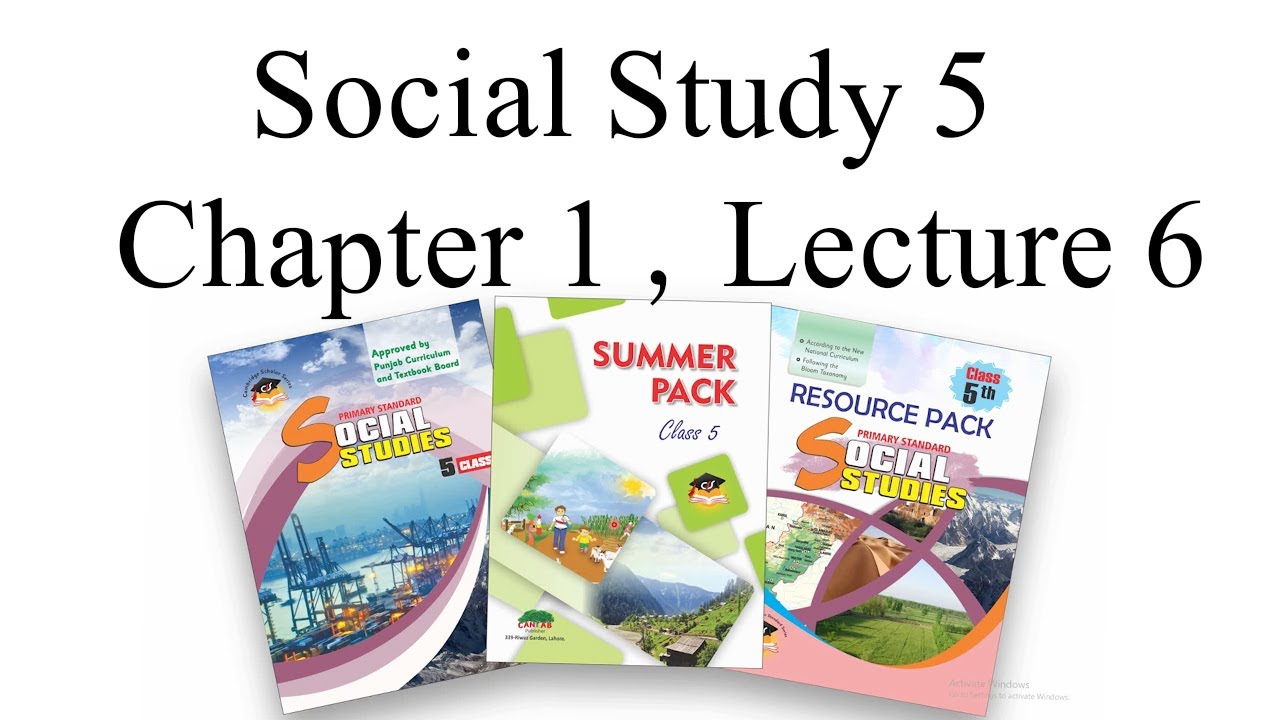 Social Study 5
Chapter 1 , Lecture 6
Approved by
Punjab Curriculum
and Textbook Board
Cambridge Scholar Series
CSS
PRIMARY STANDARD
SOCIAL
STUDIES
5 CLASS
SUMMER
PACK
Class 5
CANTAB
Publisher
339-Riwaz Garden, Lahore.
According to the New
National Curriculum
Following the
Bloom Taxonomy
Class
5th
RESOURCE PACK
PRIMARY STANDARD
SOCIAL
STUDIES
Activate Windows
Go to Settings to activate Windows.